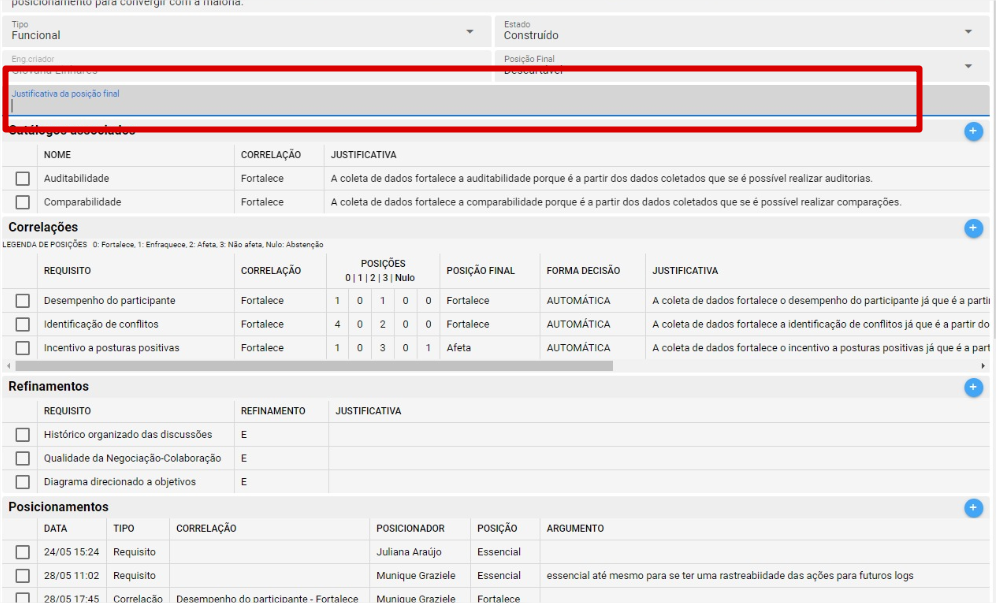 posicionamento para convergir com a maioria.
Tipo Estado
Funcional Construído
Eng.criador Posição Final
Giovana Linhares Descartável
Justificativa da posição final
Catálogos associados
NOME CORRELAÇÃO JUSTIFICATIVA
Auditabilidade Fortalece A coleta de dados fortalece a auditabilidade porque é a partir dos dados coletados que se é possível realizar auditorias.
Comparabilidade Fortalece A coleta de dados fortalece a comparabilidade porque é a partir dos dados coletados que se é possível realizar comparações.
Correlações
LEGENDA DE POSIÇÕES 0: Fortalece, 1: Enfraquece, 2: Afeta, 3: Não afeta, Nulo: Abstenção
REQUISITO CORRELAÇÃO POSIÇÕES 0 | 1 | 2 | 3 | Nulo POSIÇÃO FINAL FORMA DECISÃO JUSTIFICATIVA
Desempenho do participante Fortalece 1 0 1 0 0 Fortalece AUTOMÁTICA A coleta de dados fortalece o desempenho do participante já que é a parti
Identificação de conflitos Fortalece 4 0 2 0 0 Fortalece AUTOMÁTICA A coleta de dados fortalece a identificação de conflitos já que é a partir do
Incentivo a posturas positivas Fortalece 1 0 3 0 1 Afeta AUTOMÁTICA A coleta de dados fortalece o incentivo a posturas positivas já que é a part
Refinamentos
REQUISITO REFINAMENTO JUSTIFICATIVA
Histórico organizado das discussões E
Qualidade da Negociação-Colaboração E
Diagrama direcionado a objetivos E
Posicionamentos
DATA TIPO CORRELAÇÃO POSICIONADOR POSIÇÃO ARGUMENTO
24/05 15:24 Requisito Juliana Araújo Essencial
28/05 11:02 Requisito Munique Graziele Essencial essencial até mesmo para se ter uma rastreabiidade das ações para futuros logs
28/05 17:45 Correlação Desempenho do participante - Fortalece Munique Graziele Fortalece